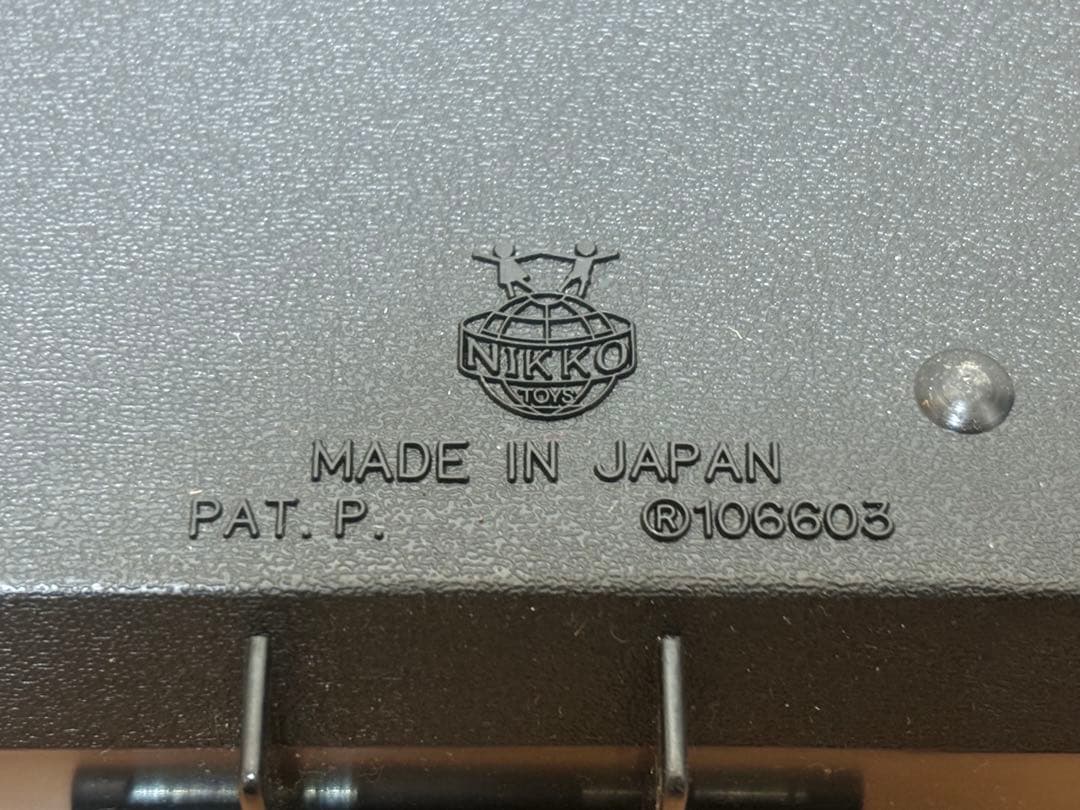 NIKKO
TOYS
MADE IN JAPAN
PAT. P. ®106603